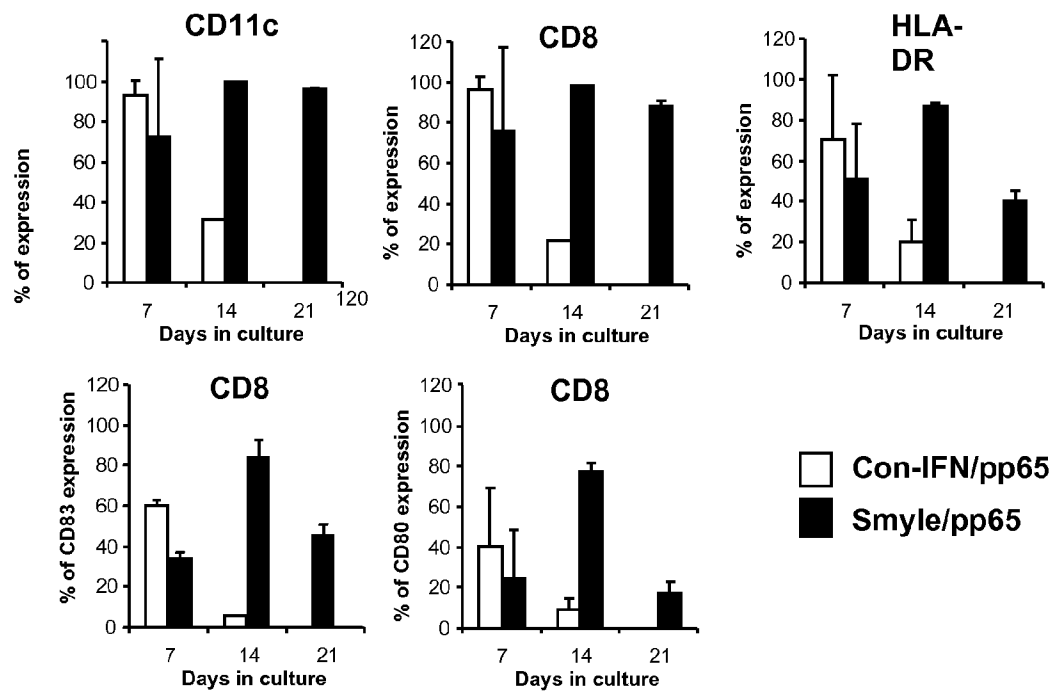 CD11c
% of expression
100
80
60
40
20
0
7 14 21
120
Days in culture
CD8
% of expression
120
100
80
60
40
20
0
7 14 21
Days in culture
HLA-
DR
% of expression
120
100
80
60
40
20
0
7 14 21
Days in culture
CD8
% of CD83 expression
120
100
80
60
40
20
0
7 14 21
Days in culture
CD8
% of CD80 expression
120
100
80
60
40
20
0
7 14 21
Days in culture
Con-IFN/pp65
Smyle/pp65